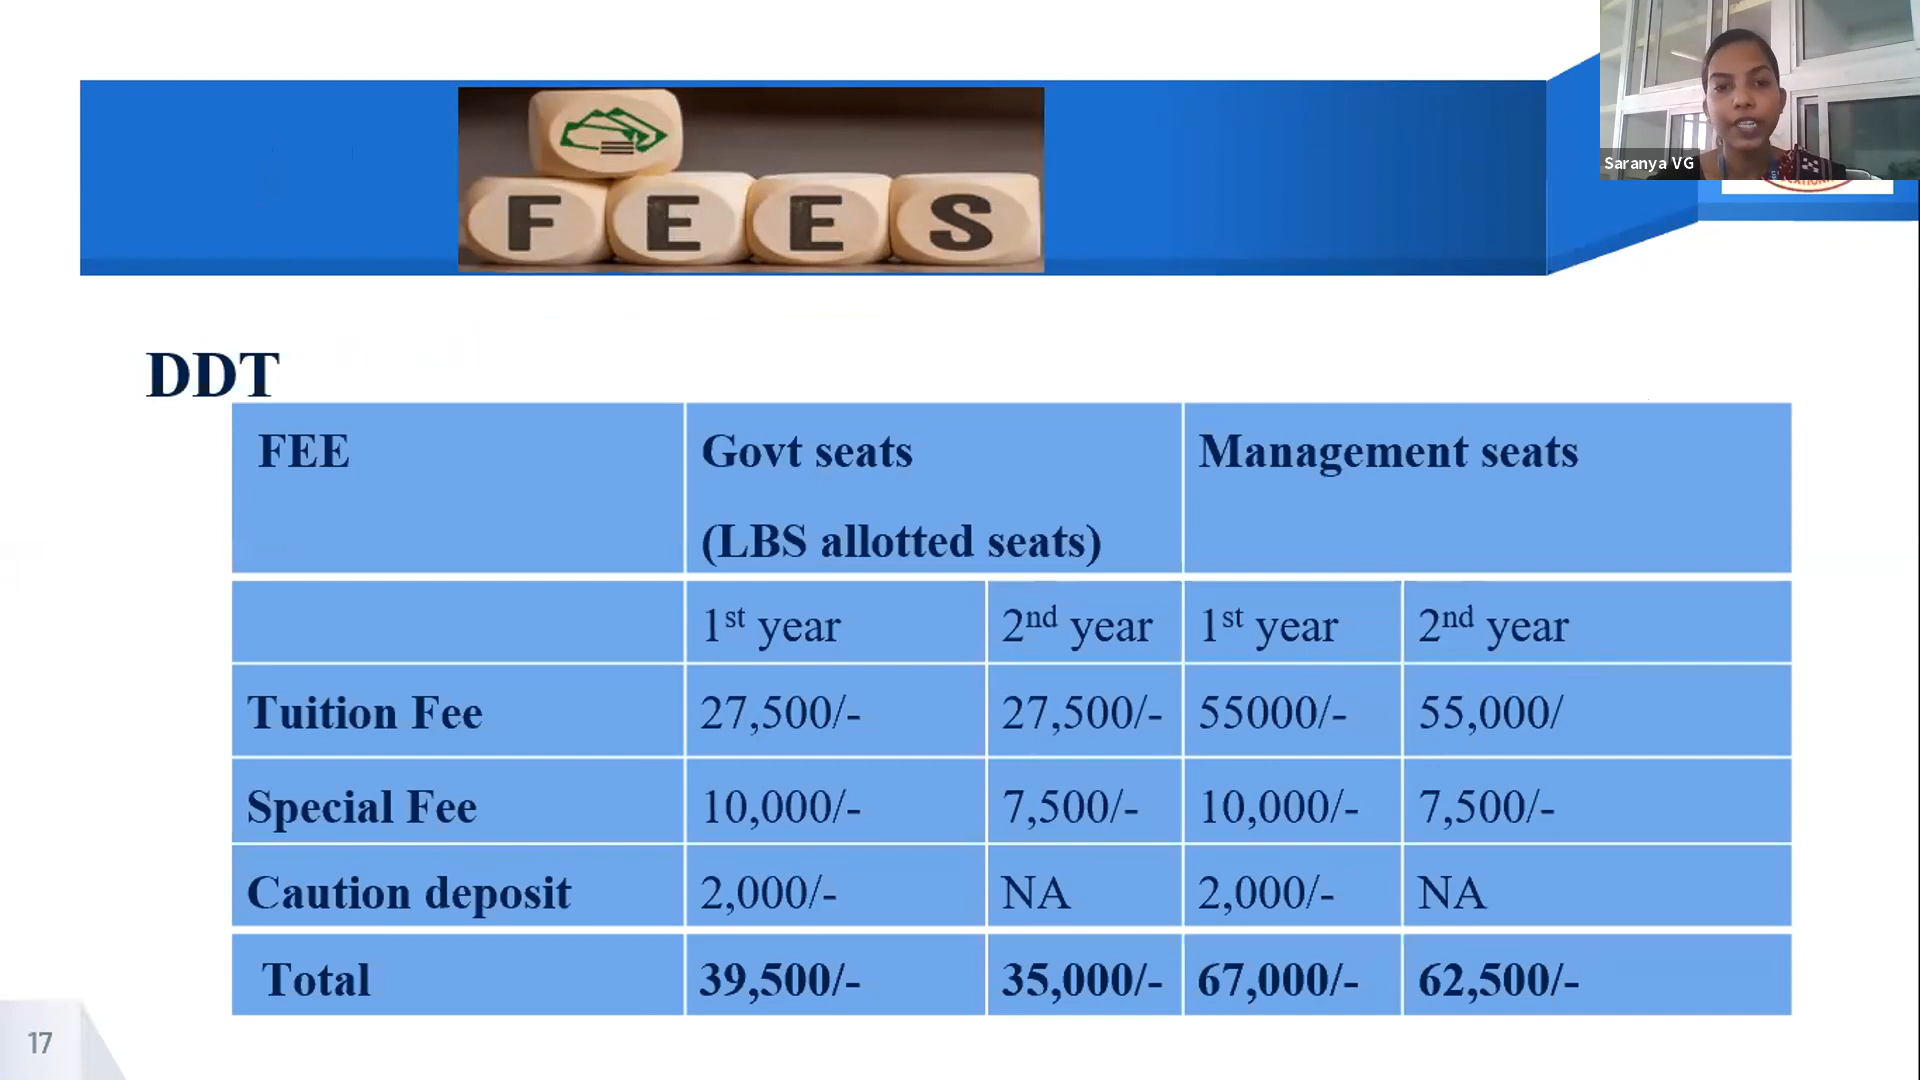 Saranya VG
FEES
DDT
FEE Govt seats Management seats
(LBS allotted seats)
1st year 2nd year 1st year 2nd year
Tuition Fee 27,500/- 27,500/- 55000/- 55,000/
Special Fee 10,000/- 7,500/- 10,000/- 7,500/-
Caution deposit 2,000/- NA 2,000/- NA
Total 39,500/- 35,000/- 67,000/- 62,500/-
17